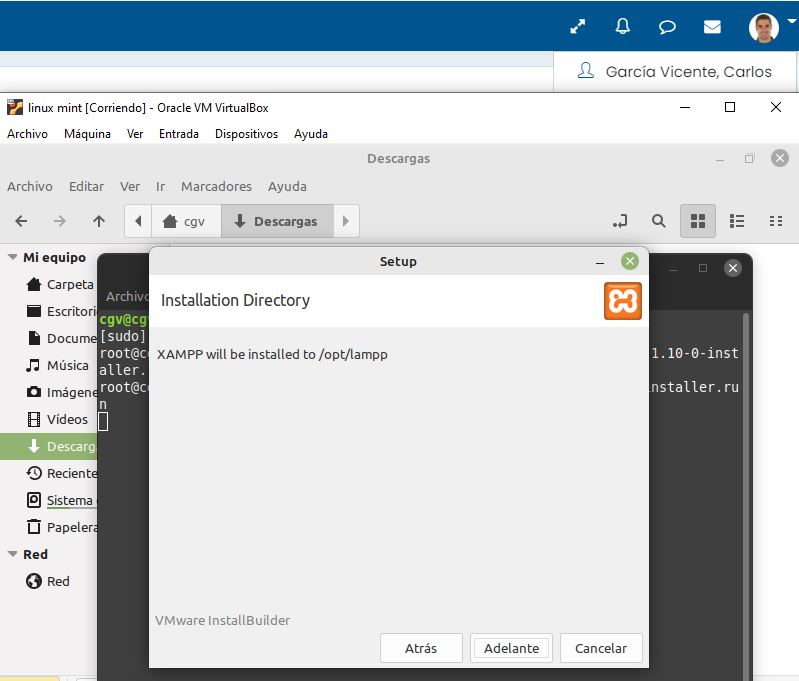 García Vicente, Carlos
linux mint [Corriendo] - Oracle VM VirtualBox
Archivo Máquina Ver Entrada Dispositivos Ayuda
Descargas
Archivo Editar Ver Ir Marcadores Ayuda
cgv Descargas
Mi equipo
Carpeta
Escritori
Docume
Música
Imágene
Vídeos
Descarg
Reciente
Sistema
Papelera
Red
Red
Archivo
cgv@cg
[sudo]
root@c 1.10-0-inst
aller.
root@c nstaller.ru
n
Setup
Installation Directory
XAMPP will be installed to /opt/lampp
VMware InstallBuilder
Atrás Adelante Cancelar